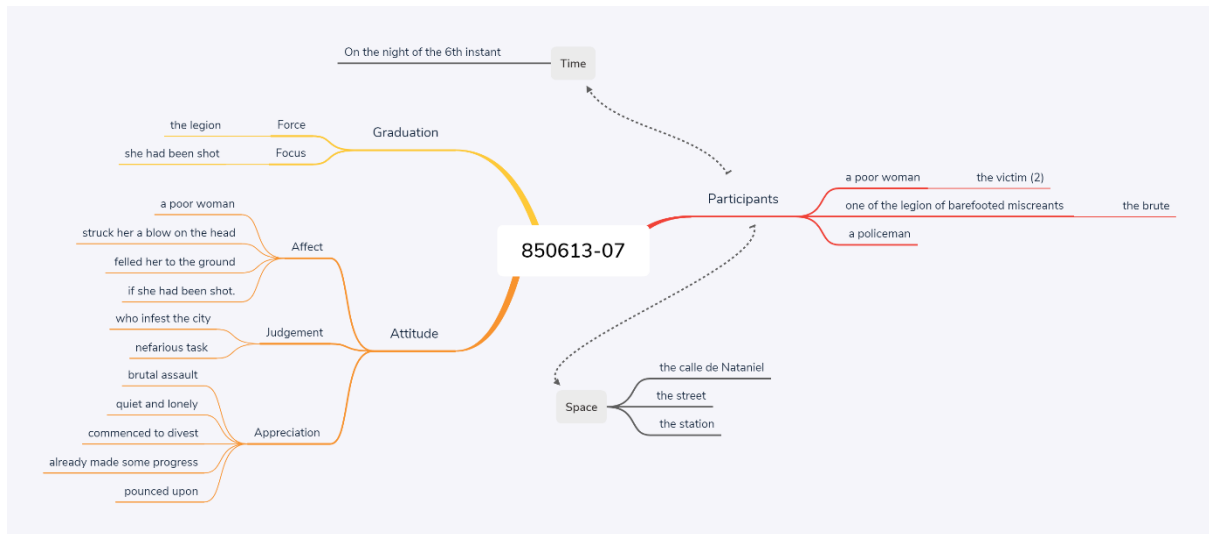 On the night of the 6th instant
Time
the legion
Force
Graduation
she had been shot
Focus
a poor woman
struck her a blow on the head
Affect
felled her to the ground
if she had been shot.
who infest the city
Judgement
nefarious task
Attitude
brutal assault
quiet and lonely
commenced to divest
Appreciation
already made some progress
pounced upon
850613-07
Participants
a poor woman
the victim (2)
one of the legion of barefooted miscreants
the brute
a policeman
Space
the calle de Nataniel
the street
the station